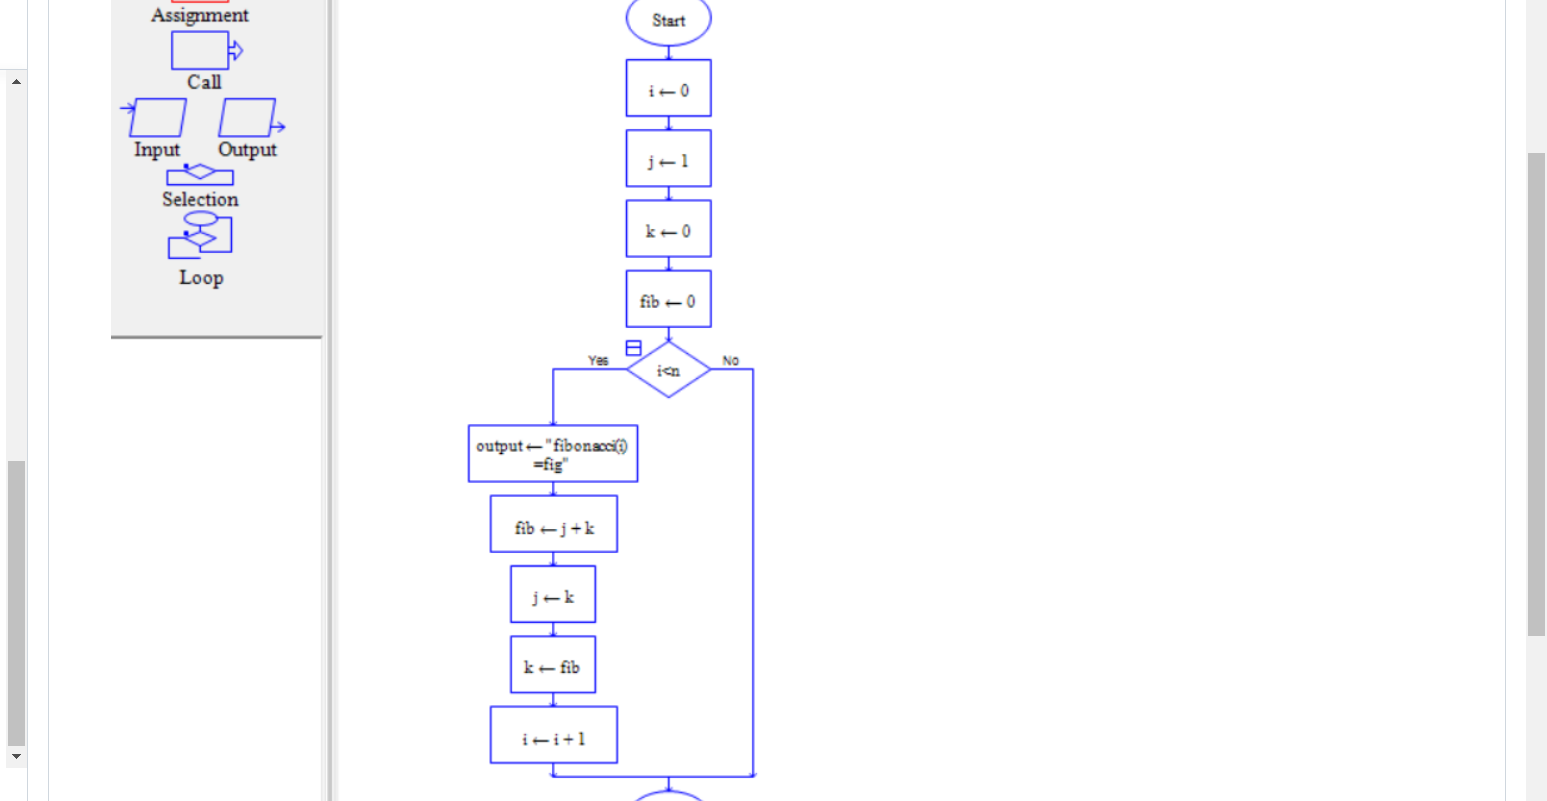 Assignment
Call
Input
Output
Selection
Loop
Start
i ← 0
j ← 1
k ← 0
fib ← 0
Yes
i<n
No
output ← "fibonacci(i)
=fig"
fib ← j + k
j ← k
k ← fib
i ← i + 1